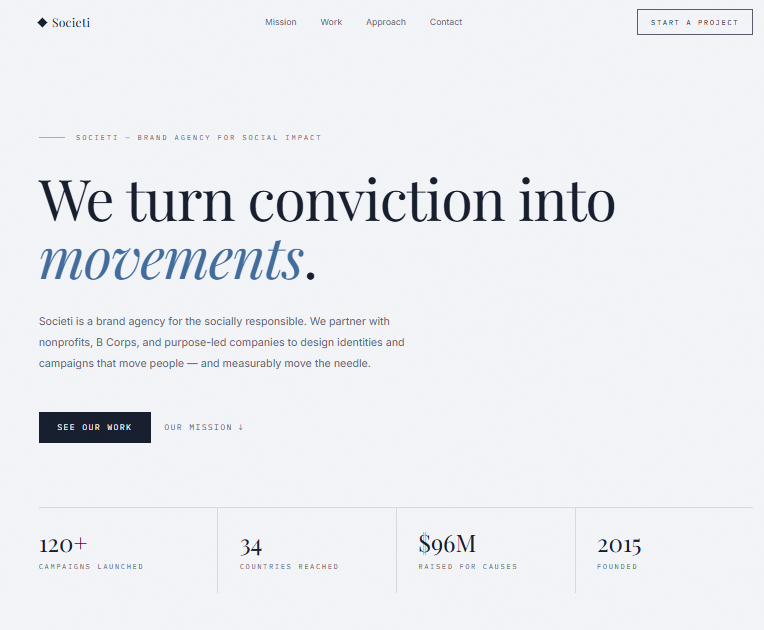 ◆ Societi
Mission Work Approach Contact
START A PROJECT
SOCIETI — BRAND AGENCY FOR SOCIAL IMPACT
We turn conviction into
movements.
Societi is a brand agency for the socially responsible. We partner with
nonprofits, B Corps, and purpose-led companies to design identities and
campaigns that move people — and measurably move the needle.
SEE OUR WORK
OUR MISSION ↓
120+
CAMPAIGNS LAUNCHED
34
COUNTRIES REACHED
$96M
RAISED FOR CAUSES
2015
FOUNDED